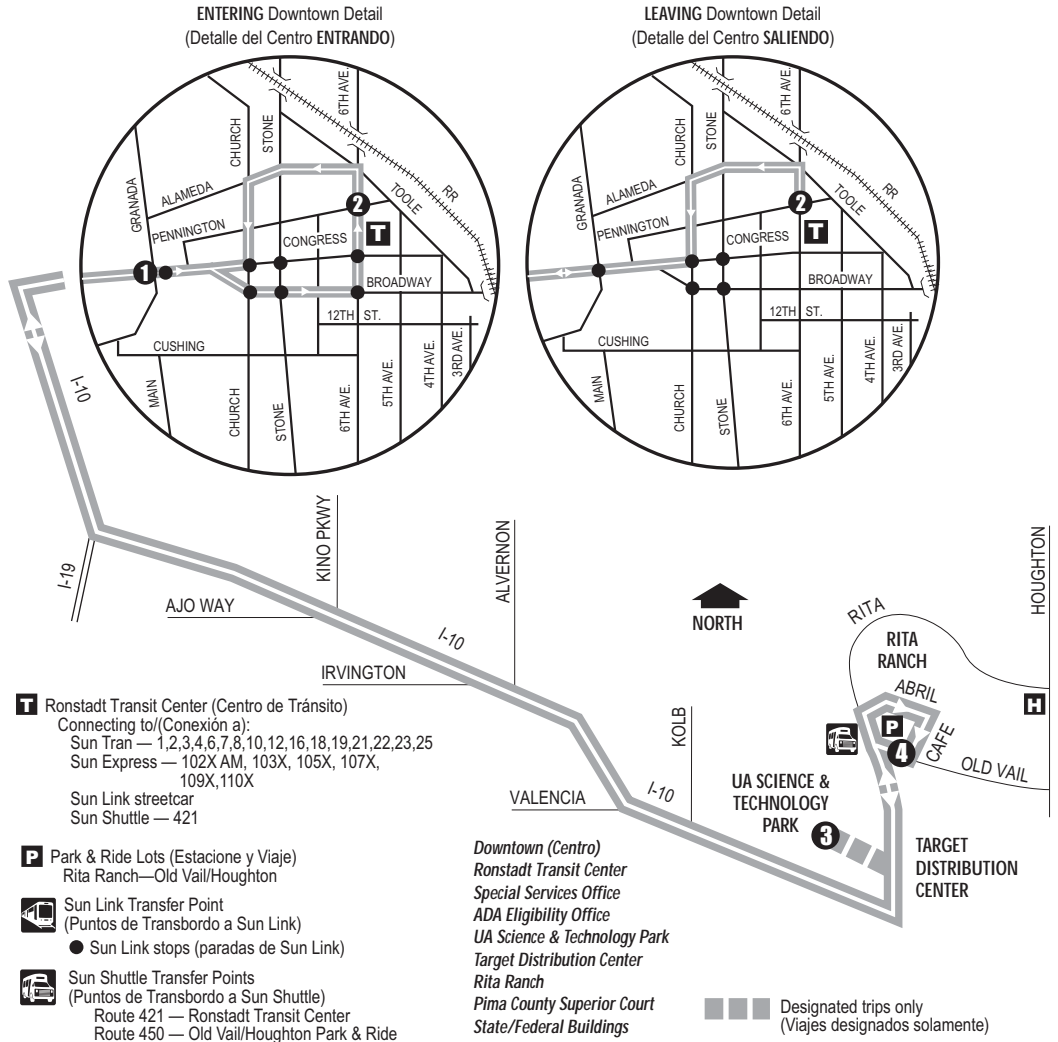 ENTERING Downtown Detail
(Detalle del Centro ENTRANDO)
6TH AVE.
CHURCH
STONE
GRANADA
ALAMEDA
TOOLE
RR
2
PENNINGTON
T
CONGRESS
1
BROADWAY
12TH ST.
CUSHING
MAIN
CHURCH
STONE
6TH AVE.
5TH AVE.
4TH AVE.
3RD AVE.
LEAVING Downtown Detail
(Detalle del Centro SALIENDO)
6TH AVE.
CHURCH
STONE
GRANADA
ALAMEDA
TOOLE
RR
2
PENNINGTON
T
CONGRESS
BROADWAY
12TH ST.
CUSHING
MAIN
CHURCH
STONE
6TH AVE.
5TH AVE.
4TH AVE.
3RD AVE.
I-10
I-19
KINO PKWY
AJO WAY
ALVERNON
I-10
IRVINGTON
NORTH
HOUGHTON
RITA
RITA
RANCH
ABRIL
H
P
4
CAFE
OLD VAIL
KOLB
I-10
VALENCIA
UA SCIENCE &
TECHNOLOGY
PARK
3
TARGET
DISTRIBUTION
CENTER
T Ronstadt Transit Center (Centro de Tránsito)
Connecting to/(Conexión a):
Sun Tran — 1,2,3,4,6,7,8,10,12,16,18,19,21,22,23,25
Sun Express — 102X AM, 103X, 105X, 107X,
109X,110X
Sun Link streetcar
Sun Shuttle — 421
P Park & Ride Lots (Estacione y Viaje)
Rita Ranch—Old Vail/Houghton
Sun Link Transfer Point
(Puntos de Transbordo a Sun Link)
Sun Link stops (paradas de Sun Link)
Sun Shuttle Transfer Points
(Puntos de Transbordo a Sun Shuttle)
Route 421 — Ronstadt Transit Center
Route 450 — Old Vail/Houghton Park & Ride
Downtown (Centro)
Ronstadt Transit Center
Special Services Office
ADA Eligibility Office
UA Science & Technology Park
Target Distribution Center
Rita Ranch
Pima County Superior Court
State/Federal Buildings
Designated trips only
(Viajes designados solamente)